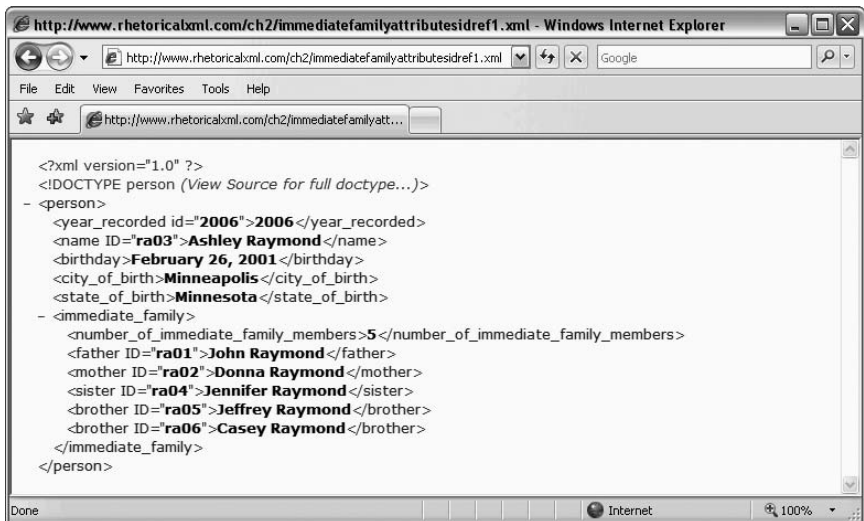 http://www.rhetoricalxml.com/ch2/immediatefamilyattributesidref1.xml - Windows Internet Explorer
http://www.rhetoricalxml.com/ch2/immediatefamilyattributesidref1.xml Google
File Edit View Favorites Tools Help
http://www.rhetoricalxml.com/ch2/immediatefamilyatt...
<?xml version="1.0" ?>
<!DOCTYPE person (View Source for full doctype...)>
- <person>
<year_recorded id="2006">2006</year_recorded>
<name ID="ra03">Ashley Raymond</name>
<birthday>February 26, 2001</birthday>
<city_of_birth>Minneapolis</city_of_birth>
<state_of_birth>Minnesota</state_of_birth>
- <immediate_family>
<number_of_immediate_family_members>5</number_of_immediate_family_members>
<father ID="ra01">John Raymond</father>
<mother ID="ra02">Donna Raymond</mother>
<sister ID="ra04">Jennifer Raymond</sister>
<brother ID="ra05">Jeffrey Raymond</brother>
<brother ID="ra06">Casey Raymond</brother>
</immediate_family>
</person>
Done Internet 100%